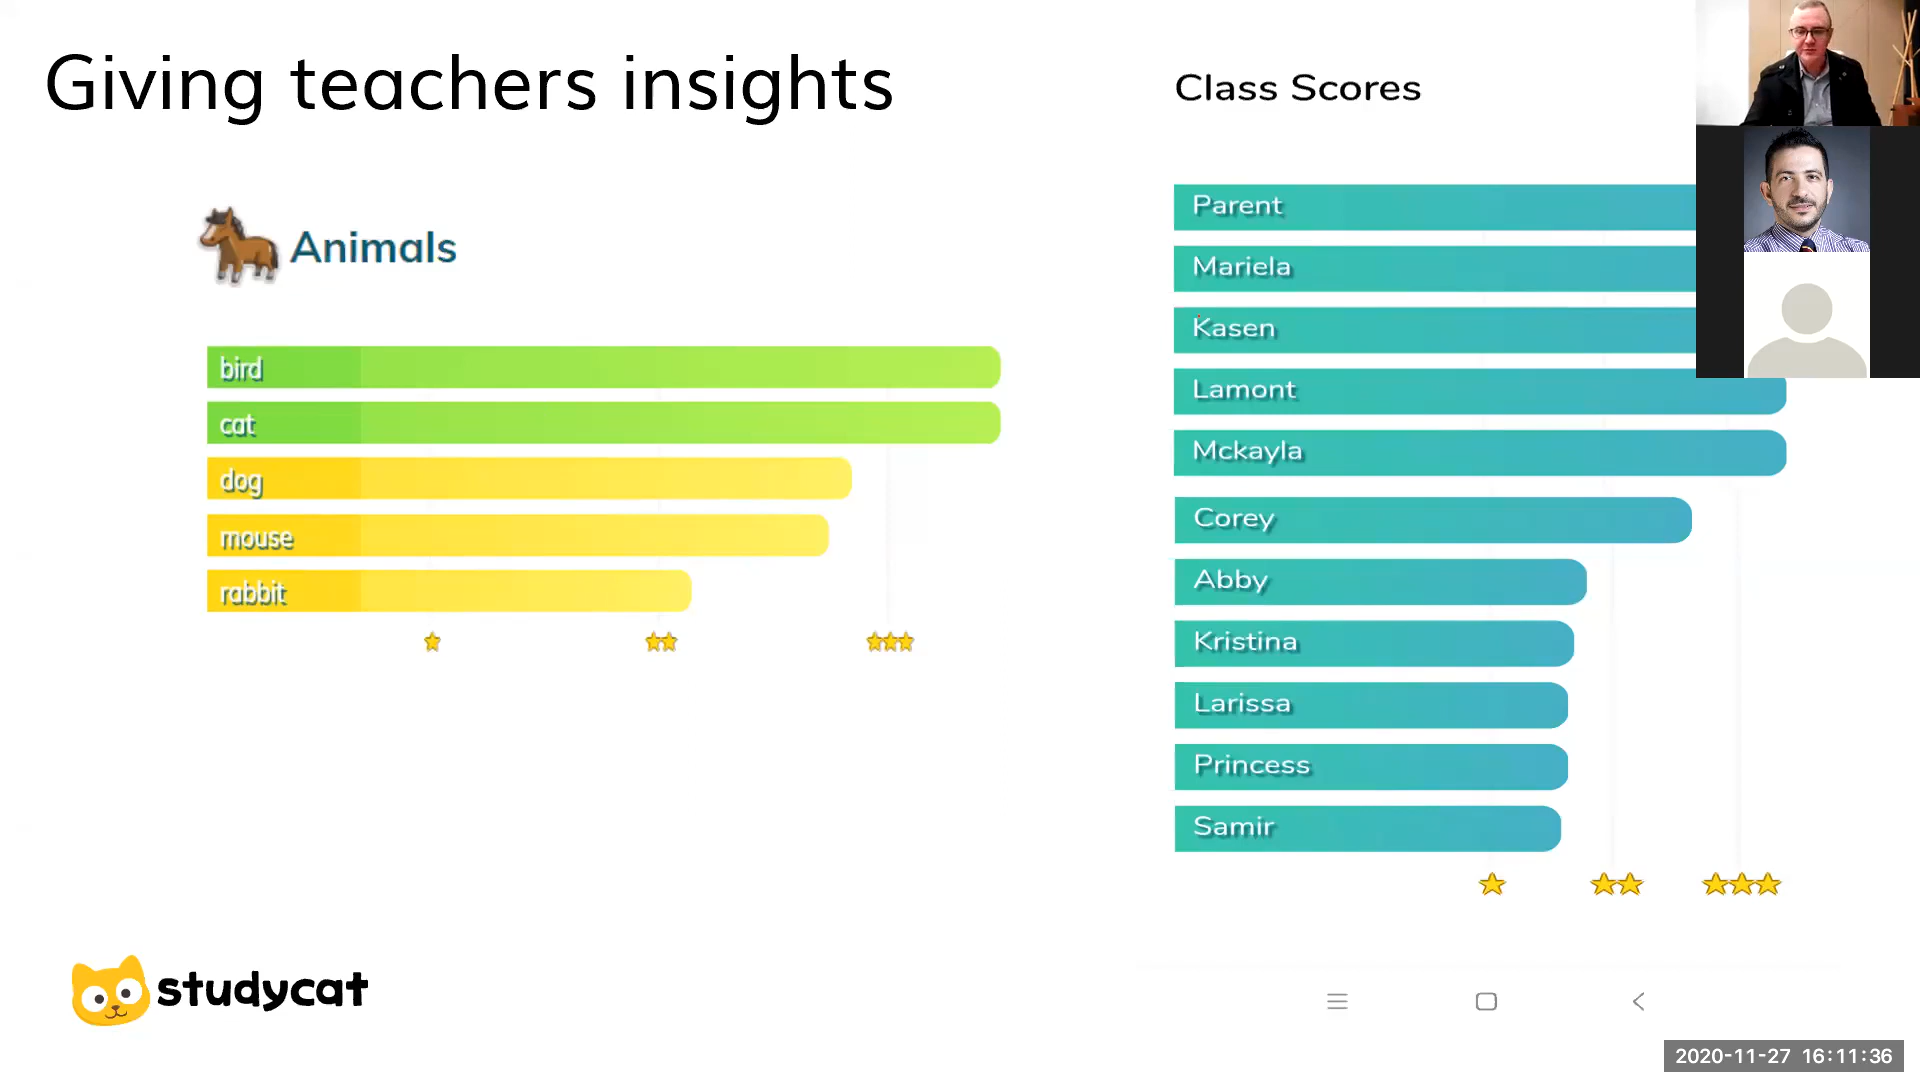 Giving teachers insights
Animals
bird
cat
dog
mouse
rabbit
studycat
Class Scores
Parent
Mariela
Kasen
Lamont
Mckayla
Corey
Abby
Kristina
Larissa
Princess
Samir
2020-11-27 16:11:36